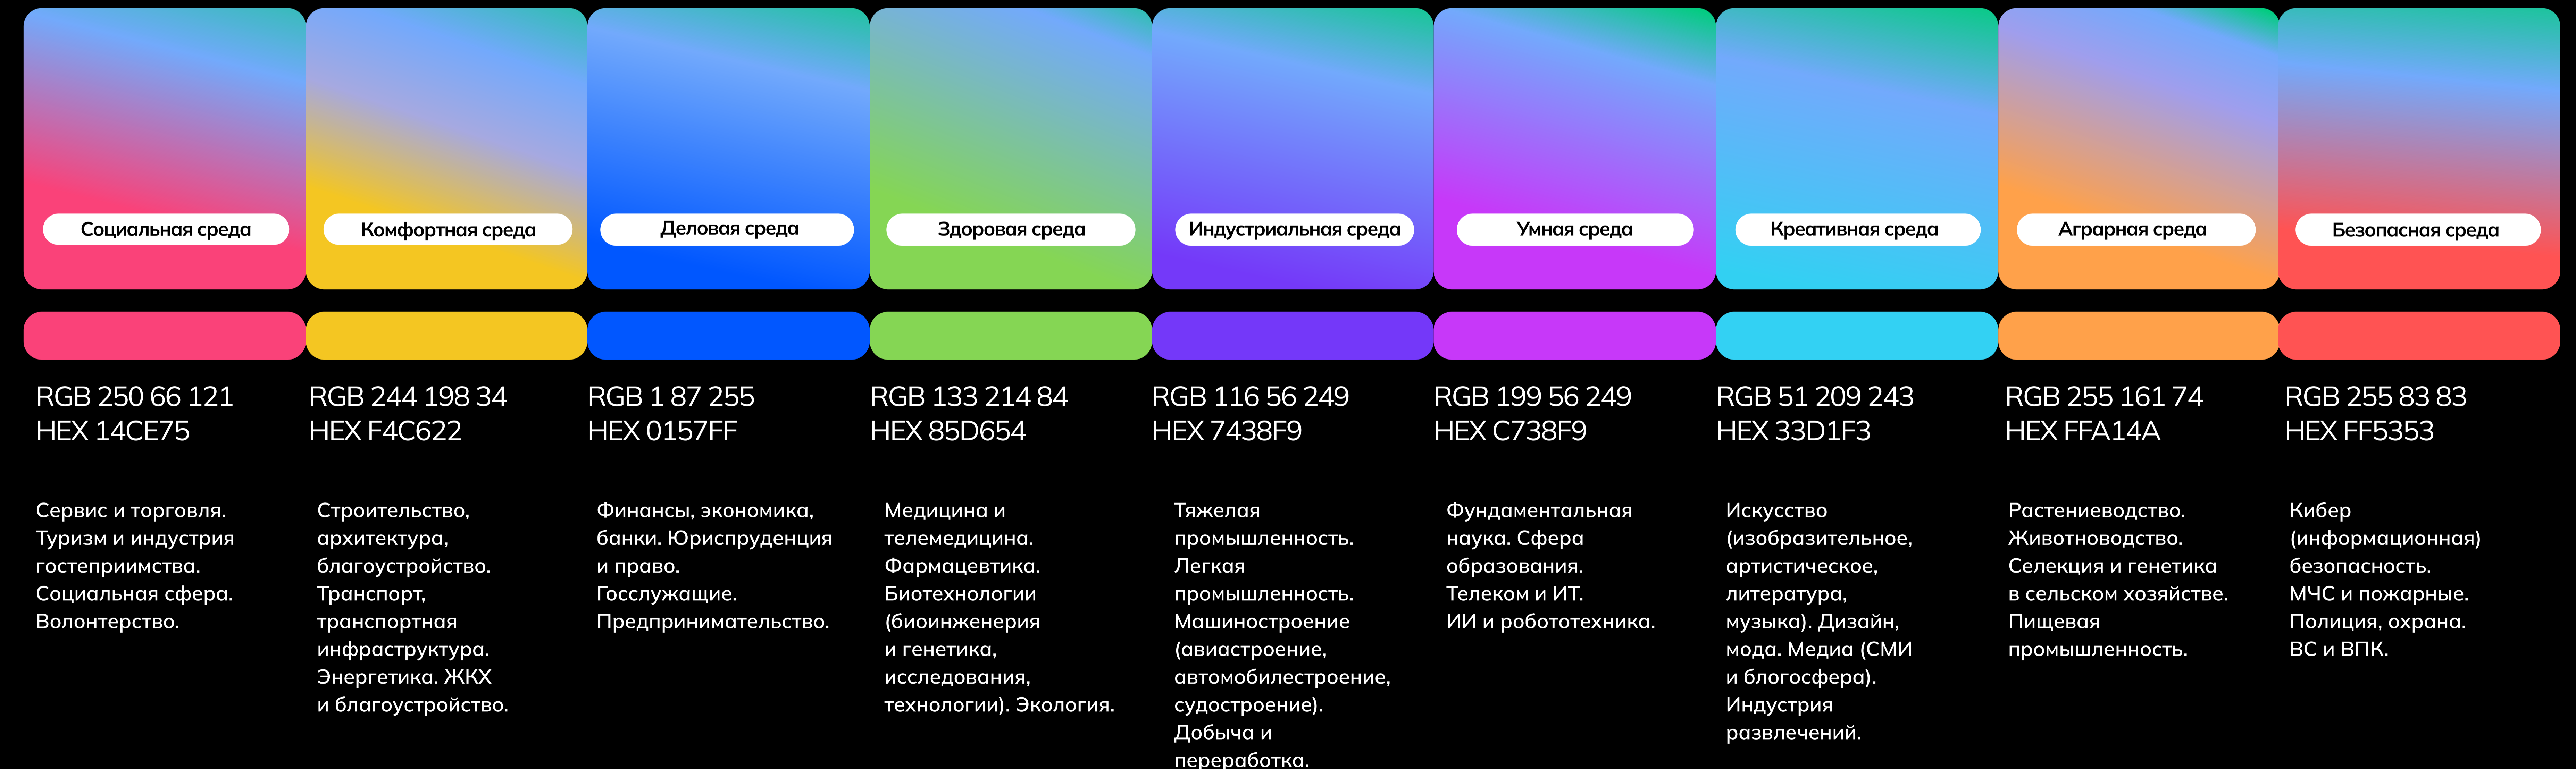 Социальная среда
Комфортная среда
Деловая среда
Здоровая среда
Индустриальная среда
Умная среда
Креативная среда
Аграрная среда
Безопасная среда
RGB 250 66 121
HEX 14CE75
RGB 244 198 34
HEX F4C622
RGB 1 87 255
HEX 0157FF
RGB 133 214 84
HEX 85D654
RGB 116 56 249
HEX 7438F9
RGB 199 56 249
HEX C738F9
RGB 51 209 243
HEX 33D1F3
RGB 255 161 74
HEX FFA14A
RGB 255 83 83
HEX FF5353
Сервис и торговля.
Туризм и индустрия
гостеприимства.
Социальная сфера.
Волонтерство.
Строительство,
архитектура,
благоустройство.
Транспорт,
транспортная
инфраструктура.
Энергетика. ЖКХ
и благоустройство.
Финансы, экономика,
банки. Юриспруденция
и право.
Госслужащие.
Предпринимательство.
Медицина и
телемедицина.
Фармацевтика.
Биотехнологии
(биоинженерия
и генетика,
исследования,
технологии). Экология.
Тяжелая
промышленность.
Легкая
промышленность.
Машиностроение
(авиастроение,
автомобилестроение,
судостроение).
Добыча и
переработка.
Фундаментальная
наука. Сфера
образования.
Телеком и ИТ.
ИИ и робототехника.
Искусство
(изобразительное,
артистическое,
литература,
музыка). Дизайн,
мода. Медиа (СМИ
и блогосфера).
Индустрия
развлечений.
Растениеводство.
Животноводство.
Селекция и генетика
в сельском хозяйстве.
Пищевая
промышленность.
Кибер
(информационная)
безопасность.
МЧС и пожарные.
Полиция, охрана.
ВС и ВПК.